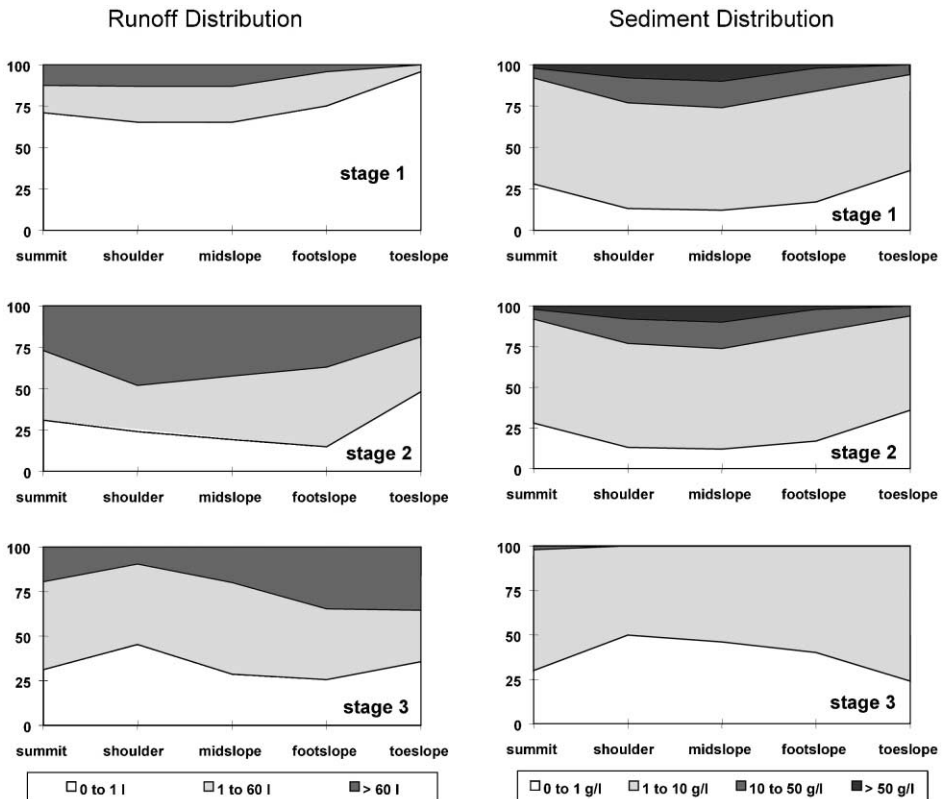 Runoff Distribution
100
75
50
25
0
stage 1
summit shoulder midslope footslope toeslope
100
75
50
25
0
stage 2
summit shoulder midslope footslope toeslope
100
75
50
25
0
stage 3
summit shoulder midslope footslope toeslope
0 to 1 l 1 to 60 l > 60 l
Sediment Distribution
100
75
50
25
0
stage 1
summit shoulder midslope footslope toeslope
100
75
50
25
0
stage 2
summit shoulder midslope footslope toeslope
100
75
50
25
0
stage 3
summit shoulder midslope footslope toeslope
0 to 1 g/l 1 to 10 g/l 10 to 50 g/l > 50 g/l